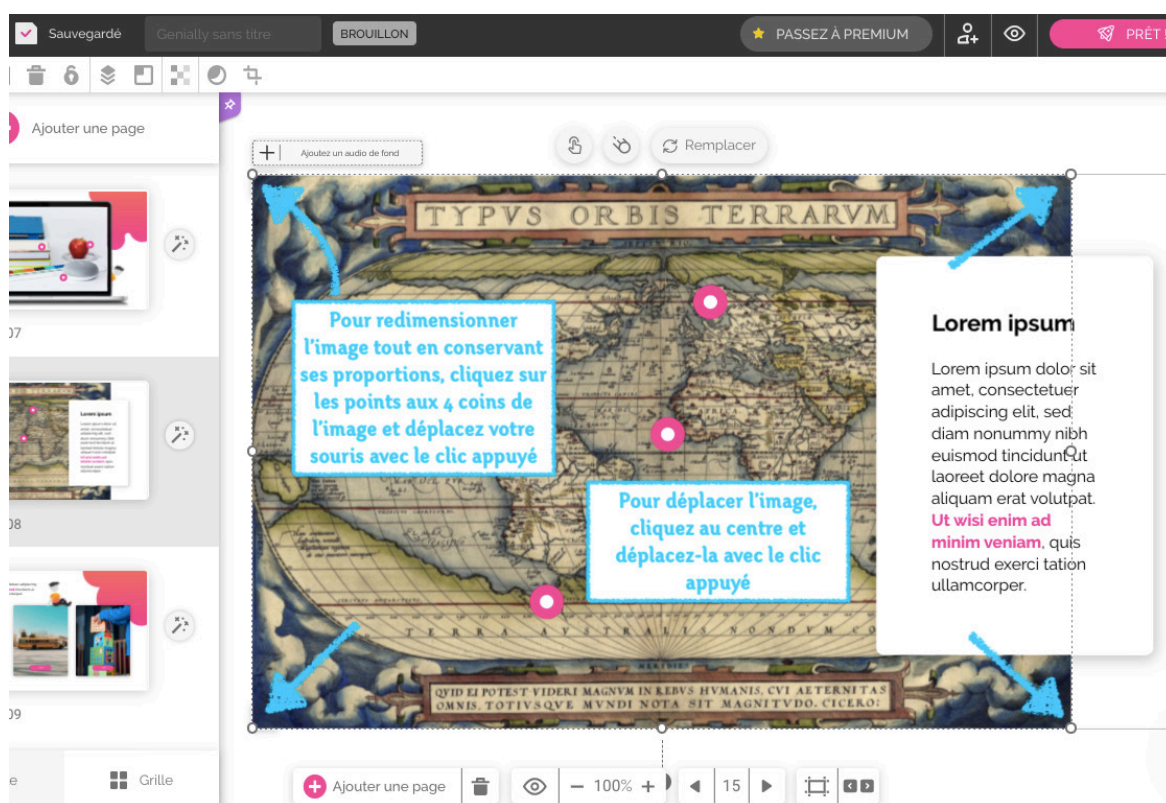 Sauvegardé
Genially sans titre
BROUILLON
PASSEZ À PREMIUM
PRÊT !
Ajouter une page
Ajoutez un audio de fond
Remplacer
TYPVS ORBIS TERRARVM.
Pour redimensionner
l'image tout en conservant
ses proportions, cliquez sur
les points aux 4 coins de
l'image et déplacez votre
souris avec le clic appuyé
Pour déplacer l'image,
cliquez au centre et
déplacez-la avec le clic
appuyé
Lorem ipsum
Lorem ipsum dolor sit
amet, consectetuer
adipiscing elit, sed
diam nonummy nibh
euismod tincidunt ut
laoreet dolore magna
aliquam erat volutpat.
Ut wisi enim ad
minim veniam, quis
nostrud exerci tation
ullamcorper.
QVID EI POTEST VIDERI MAGNVM IN REBVS HVMANIS, CVI AETERNITAS
OMNIS, TOTIVSQVE MVNDI NOTA SIT MAGNITVDO. CICERO:
07
08
09
Grille
Ajouter une page
100%
15